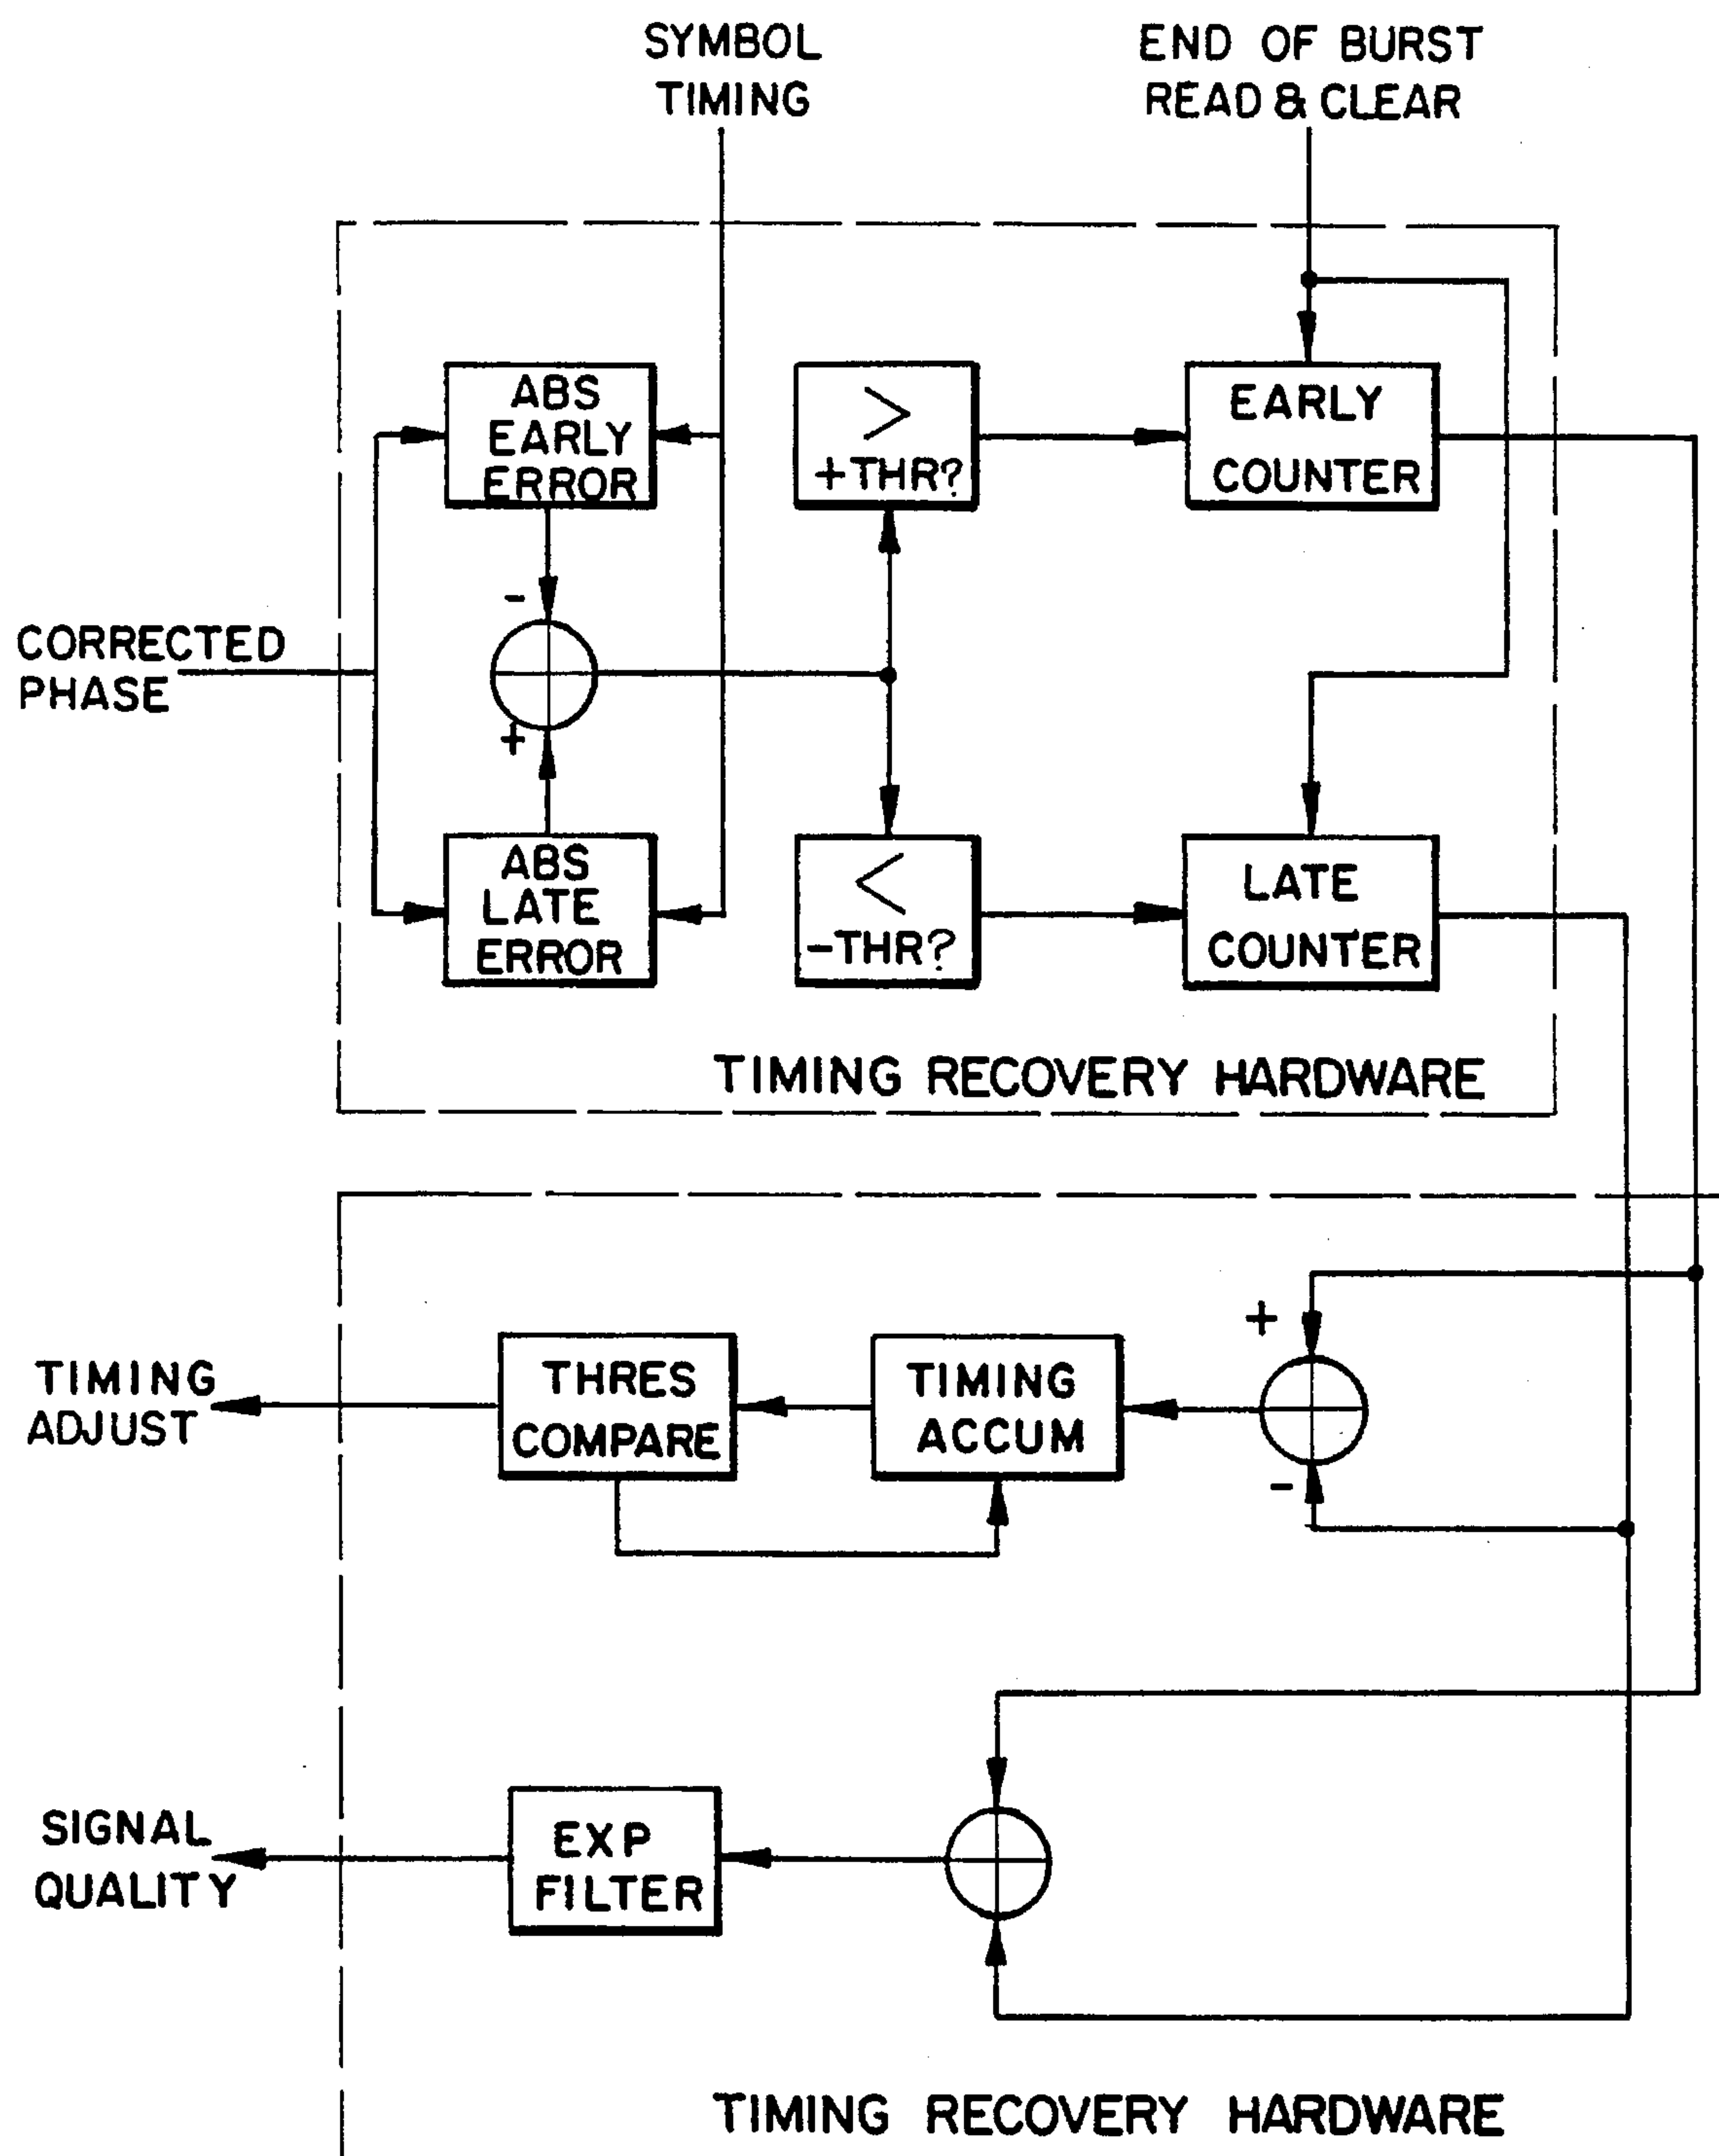 SYMBOL
TIMING
END OF BURST
READ & CLEAR
ABS
EARLY
ERROR
>
+THR?
EARLY
COUNTER
-
CORRECTED
PHASE
+
ABS
LATE
ERROR
<
-THR?
LATE
COUNTER
TIMING RECOVERY HARDWARE
+
TIMING
ADJUST
THRES
COMPARE
TIMING
ACCUM
-
SIGNAL
QUALITY
EXP
FILTER
TIMING RECOVERY HARDWARE